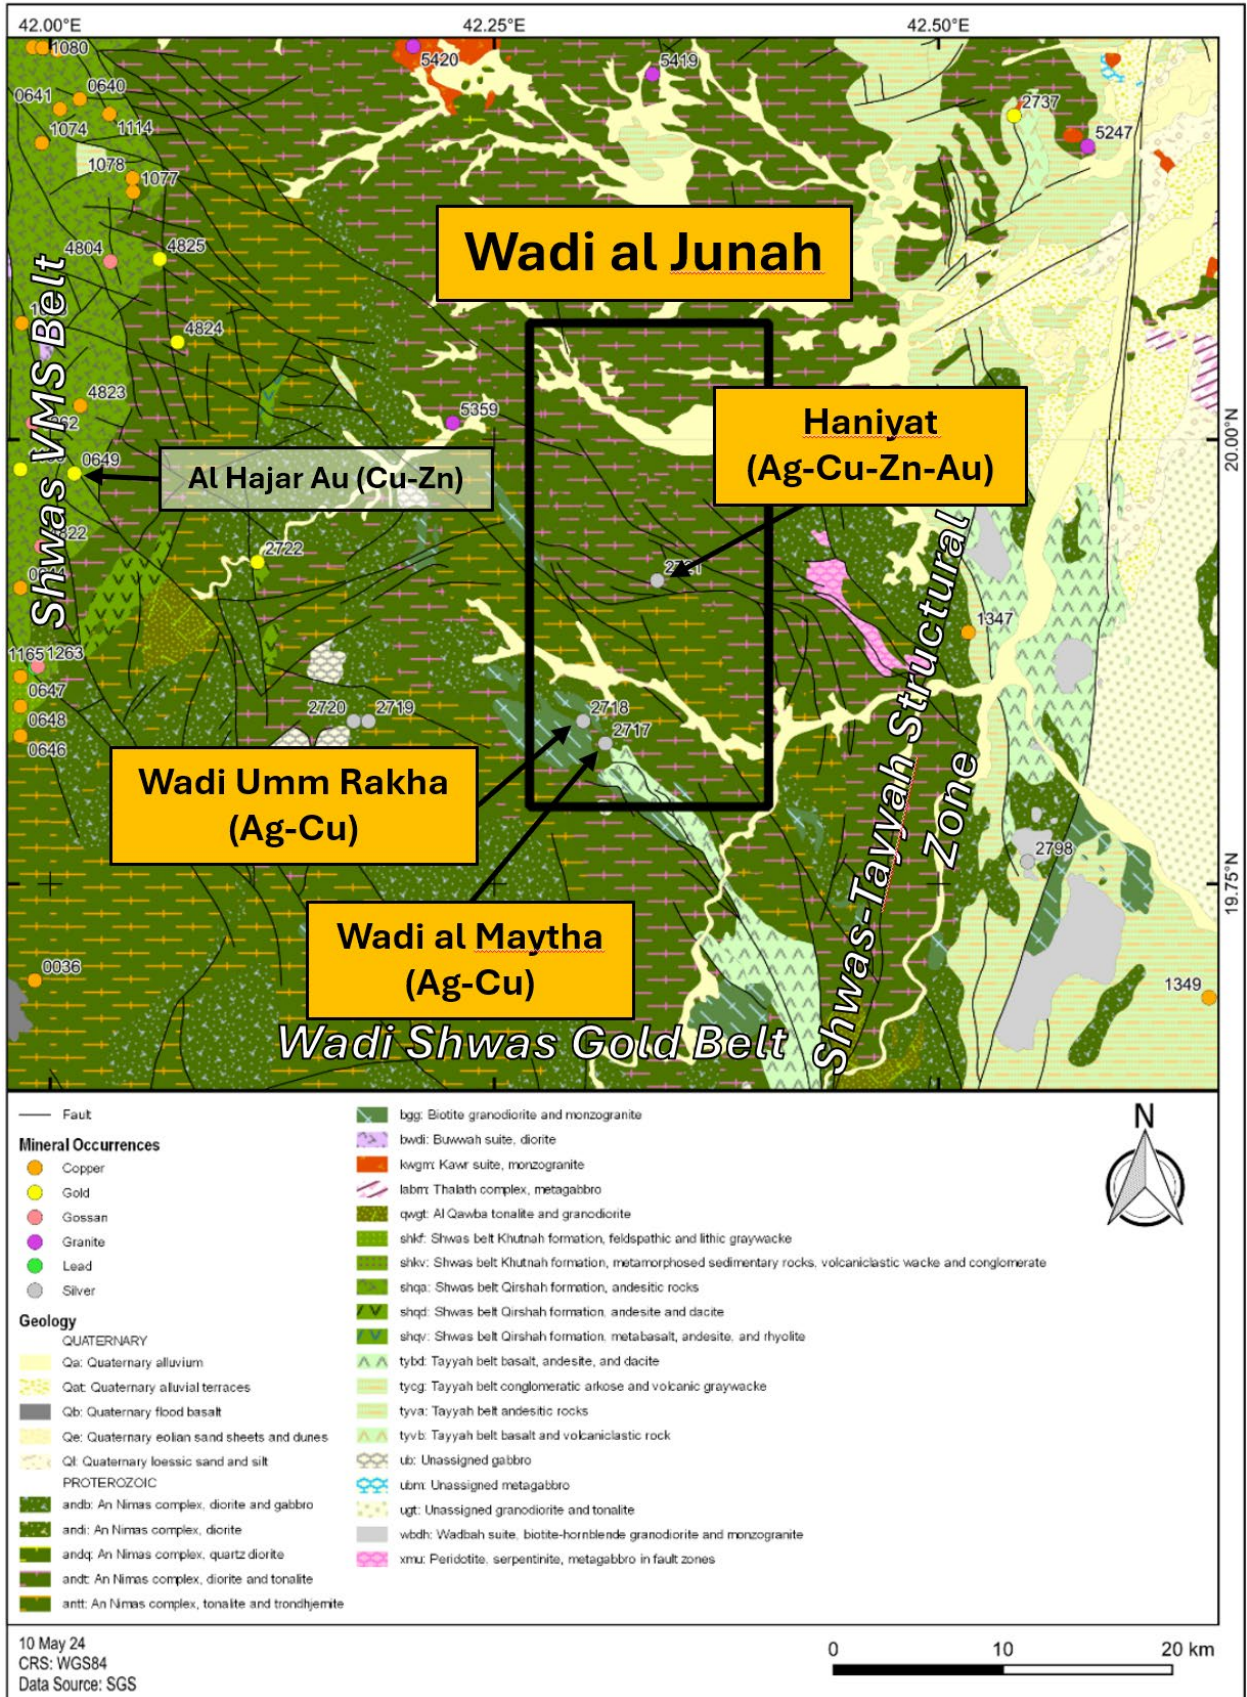 42.00°E
42.25°E
42.50°E
1080
5420
5419
0641
0640
2737
1074
1114
5247
1078
1077
Wadi al Junah
4804
4825
4824
Shwas VMS Belt
4823
5359
Haniyat
(Ag-Cu-Zn-Au)
20.00°N
0649
Al Hajar Au (Cu-Zn)
2722
1347
1165
1263
0647
2720
2719
2718
0648
2717
0646
Wadi Umm Rakha
(Ag-Cu)
Shwas-Tayyah Structural
Zone
2798
19.75°N
Wadi al Maytha
(Ag-Cu)
0036
1349
Wadi Shwas Gold Belt
Fault
Mineral Occurrences
Copper
Gold
Gossan
Granite
Lead
Silver
Geology
QUATERNARY
Qa: Quaternary alluvium
Qat: Quaternary alluvial terraces
Qb: Quaternary flood basalt
Qe: Quaternary eolian sand sheets and dunes
Ql: Quaternary loessic sand and silt
PROTEROZOIC
andb: An Nimas complex, diorite and gabbro
andi: An Nimas complex, diorite
andq: An Nimas complex, quartz diorite
andt: An Nimas complex, diorite and tonalite
antt: An Nimas complex, tonalite and trondhjemite
bgg: Biotite granodiorite and monzogranite
bwdi: Buwwah suite, diorite
kwgm: Kawr suite, monzogranite
labm: Thalath complex, metagabbro
qwgt: Al Qawba tonalite and granodiorite
shkf: Shwas belt Khutnah formation, feldspathic and lithic graywacke
shkv: Shwas belt Khutnah formation, metamorphosed sedimentary rocks, volcaniclastic wacke and conglomerate
shqa: Shwas belt Qirshah formation, andesitic rocks
shqd: Shwas belt Qirshah formation, andesite and dacite
shqv: Shwas belt Qirshah formation, metabasalt, andesite, and rhyolite
tybd: Tayyah belt basalt, andesite, and dacite
tycg: Tayyah belt conglomeratic arkose and volcanic graywacke
tyva: Tayyah belt andesitic rocks
tyvb: Tayyah belt basalt and volcaniclastic rock
ub: Unassigned gabbro
ubm: Unassigned metagabbro
ugt: Unassigned granodiorite and tonalite
wbdh: Wadbah suite, biotite-hornblende granodiorite and monzogranite
xmu: Peridotite, serpentinite, metagabbro in fault zones
N
10 May 24
CRS: WGS84
Data Source: SGS
0
10
20 km